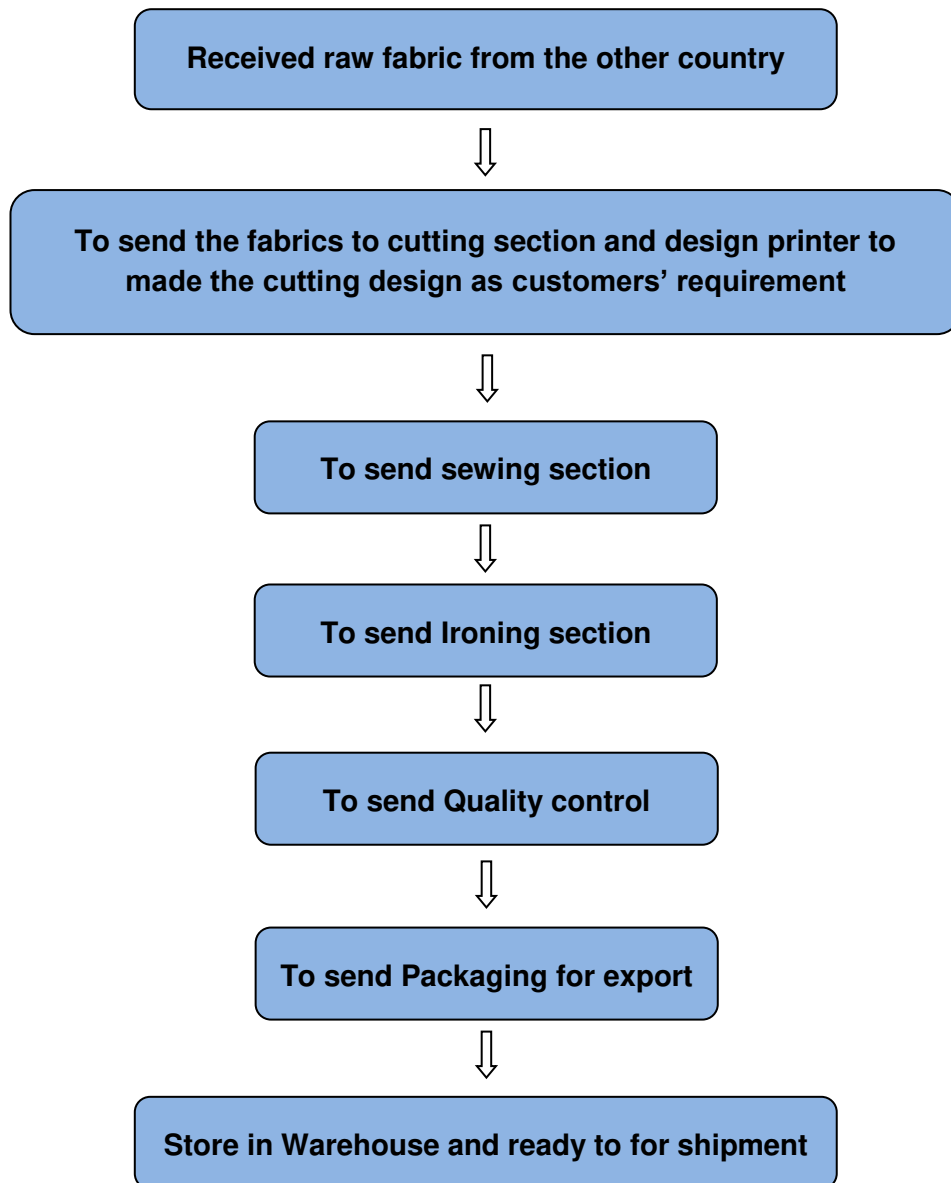 Received raw fabric from the other country
To send the fabrics to cutting section and design printer to
made the cutting design as customers’ requirement
To send sewing section
To send Ironing section
To send Quality control
To send Packaging for export
Store in Warehouse and ready to for shipment